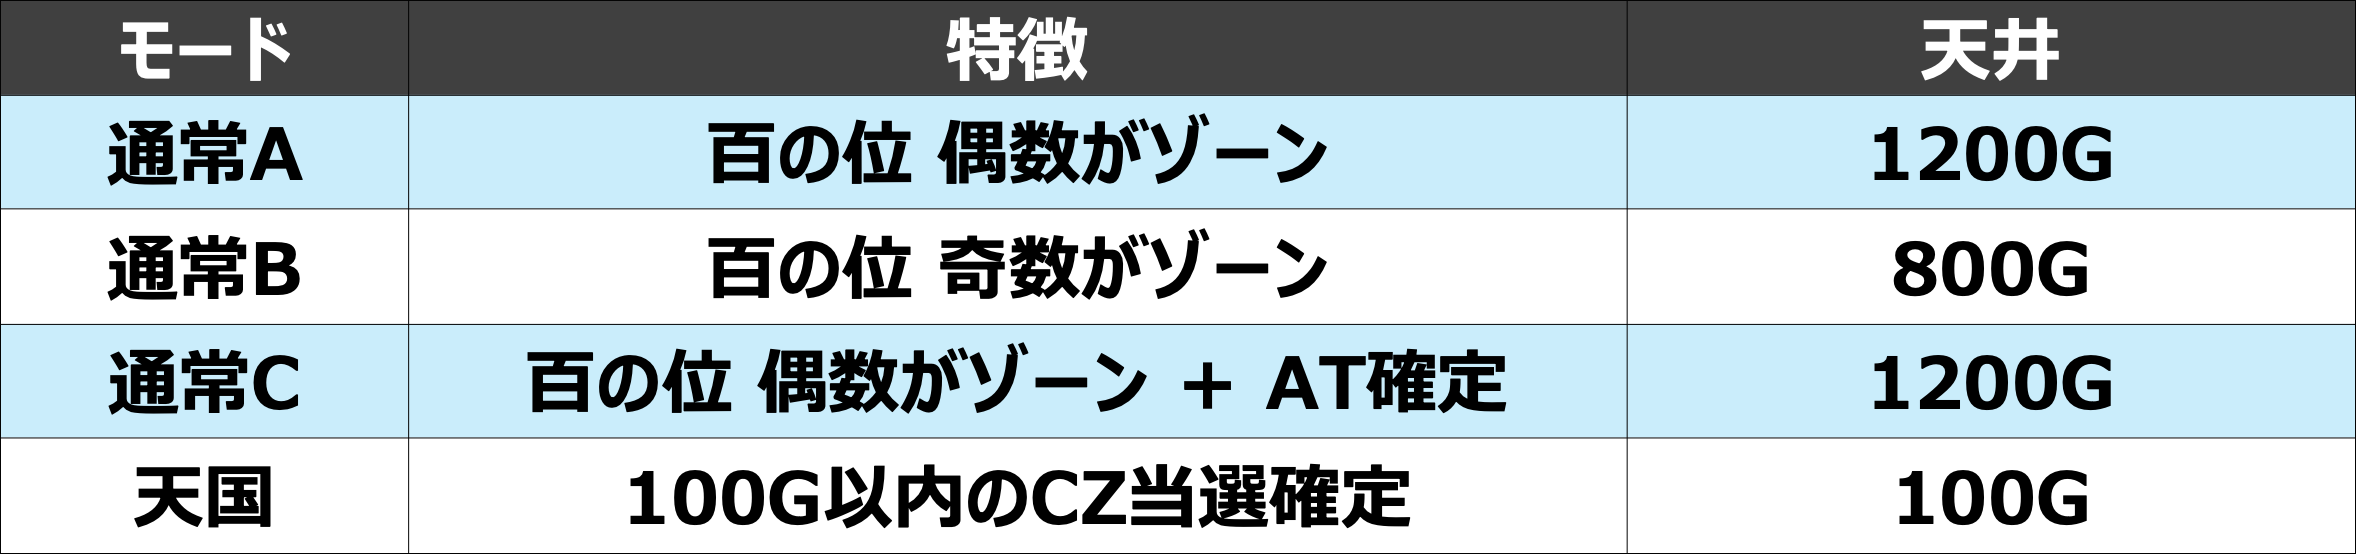 モード 特徴 天井
通常A 百の位 偶数がゾーン 1200G
通常B 百の位 奇数がゾーン 800G
通常C 百の位 偶数がゾーン + AT確定 1200G
天国 100G以内のCZ当選確定 100G